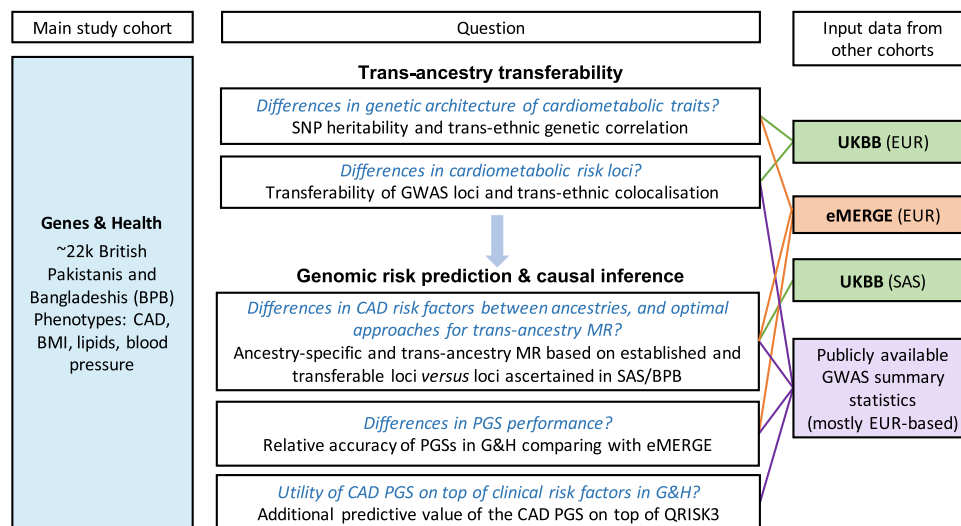 Main study cohort
Question
Input data from
other cohorts
Genes & Health
~22k British
Pakistanis and
Bangladeshis (BPB)
Phenotypes: CAD,
BMI, lipids, blood
pressure
Trans-ancestry transferability
Differences in genetic architecture of cardiometabolic traits?
SNP heritability and trans-ethnic genetic correlation
Differences in cardiometabolic risk loci?
Transferability of GWAS loci and trans-ethnic colocalisation
Genomic risk prediction & causal inference
Differences in CAD risk factors between ancestries, and optimal
approaches for trans-ancestry MR?
Ancestry-specific and trans-ancestry MR based on established and
transferable loci versus loci ascertained in SAS/BPB
Differences in PGS performance?
Relative accuracy of PGSs in G&H comparing with eMERGE
Utility of CAD PGS on top of clinical risk factors in G&H?
Additional predictive value of the CAD PGS on top of QRISK3
UKBB (EUR)
eMERGE (EUR)
UKBB (SAS)
Publicly available
GWAS summary
statistics
(mostly EUR-based)